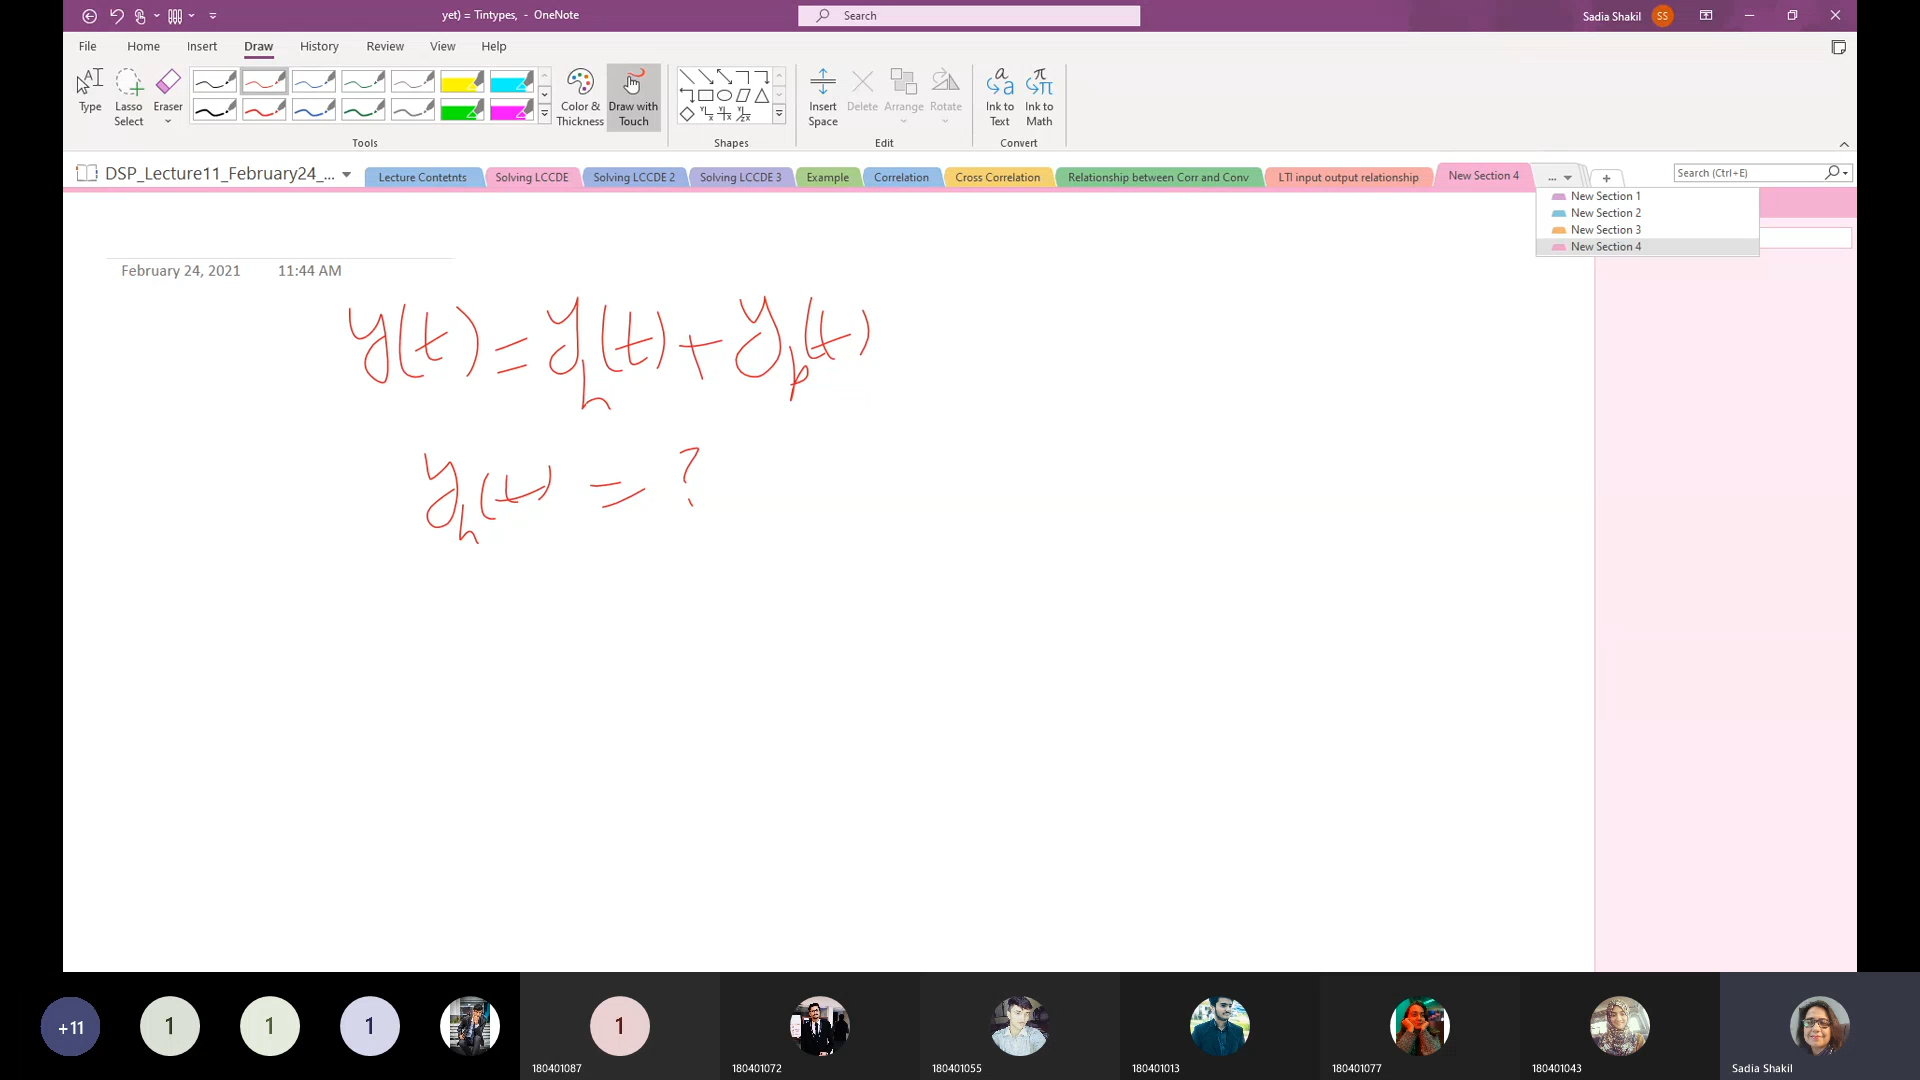 yet) = Tintypes, - OneNote
Search
Sadia Shakil SS
File Home Insert Draw History Review View Help
Type
Lasso Select
Eraser
Color & Thickness
Draw with Touch
Insert Space
Delete
Arrange
Rotate
Ink to Text
Ink to Math
Tools Shapes Edit Convert
DSP_Lecture11_February24_...
Lecture Contetnts Solving LCCDE Solving LCCDE 2 Solving LCCDE 3 Example Correlation Cross Correlation Relationship between Corr and Conv LTI input output relationship New Section 4 ... Search (Ctrl+E)
New Section 1
New Section 2
New Section 3
New Section 4
February 24, 2021 11:44 AM
y(t) = y_h(t) + y_p(t)
y_h(t) = ?
+11 1 1 1 1
180401087 180401072 180401055 180401013 180401077 180401043 Sadia Shakil